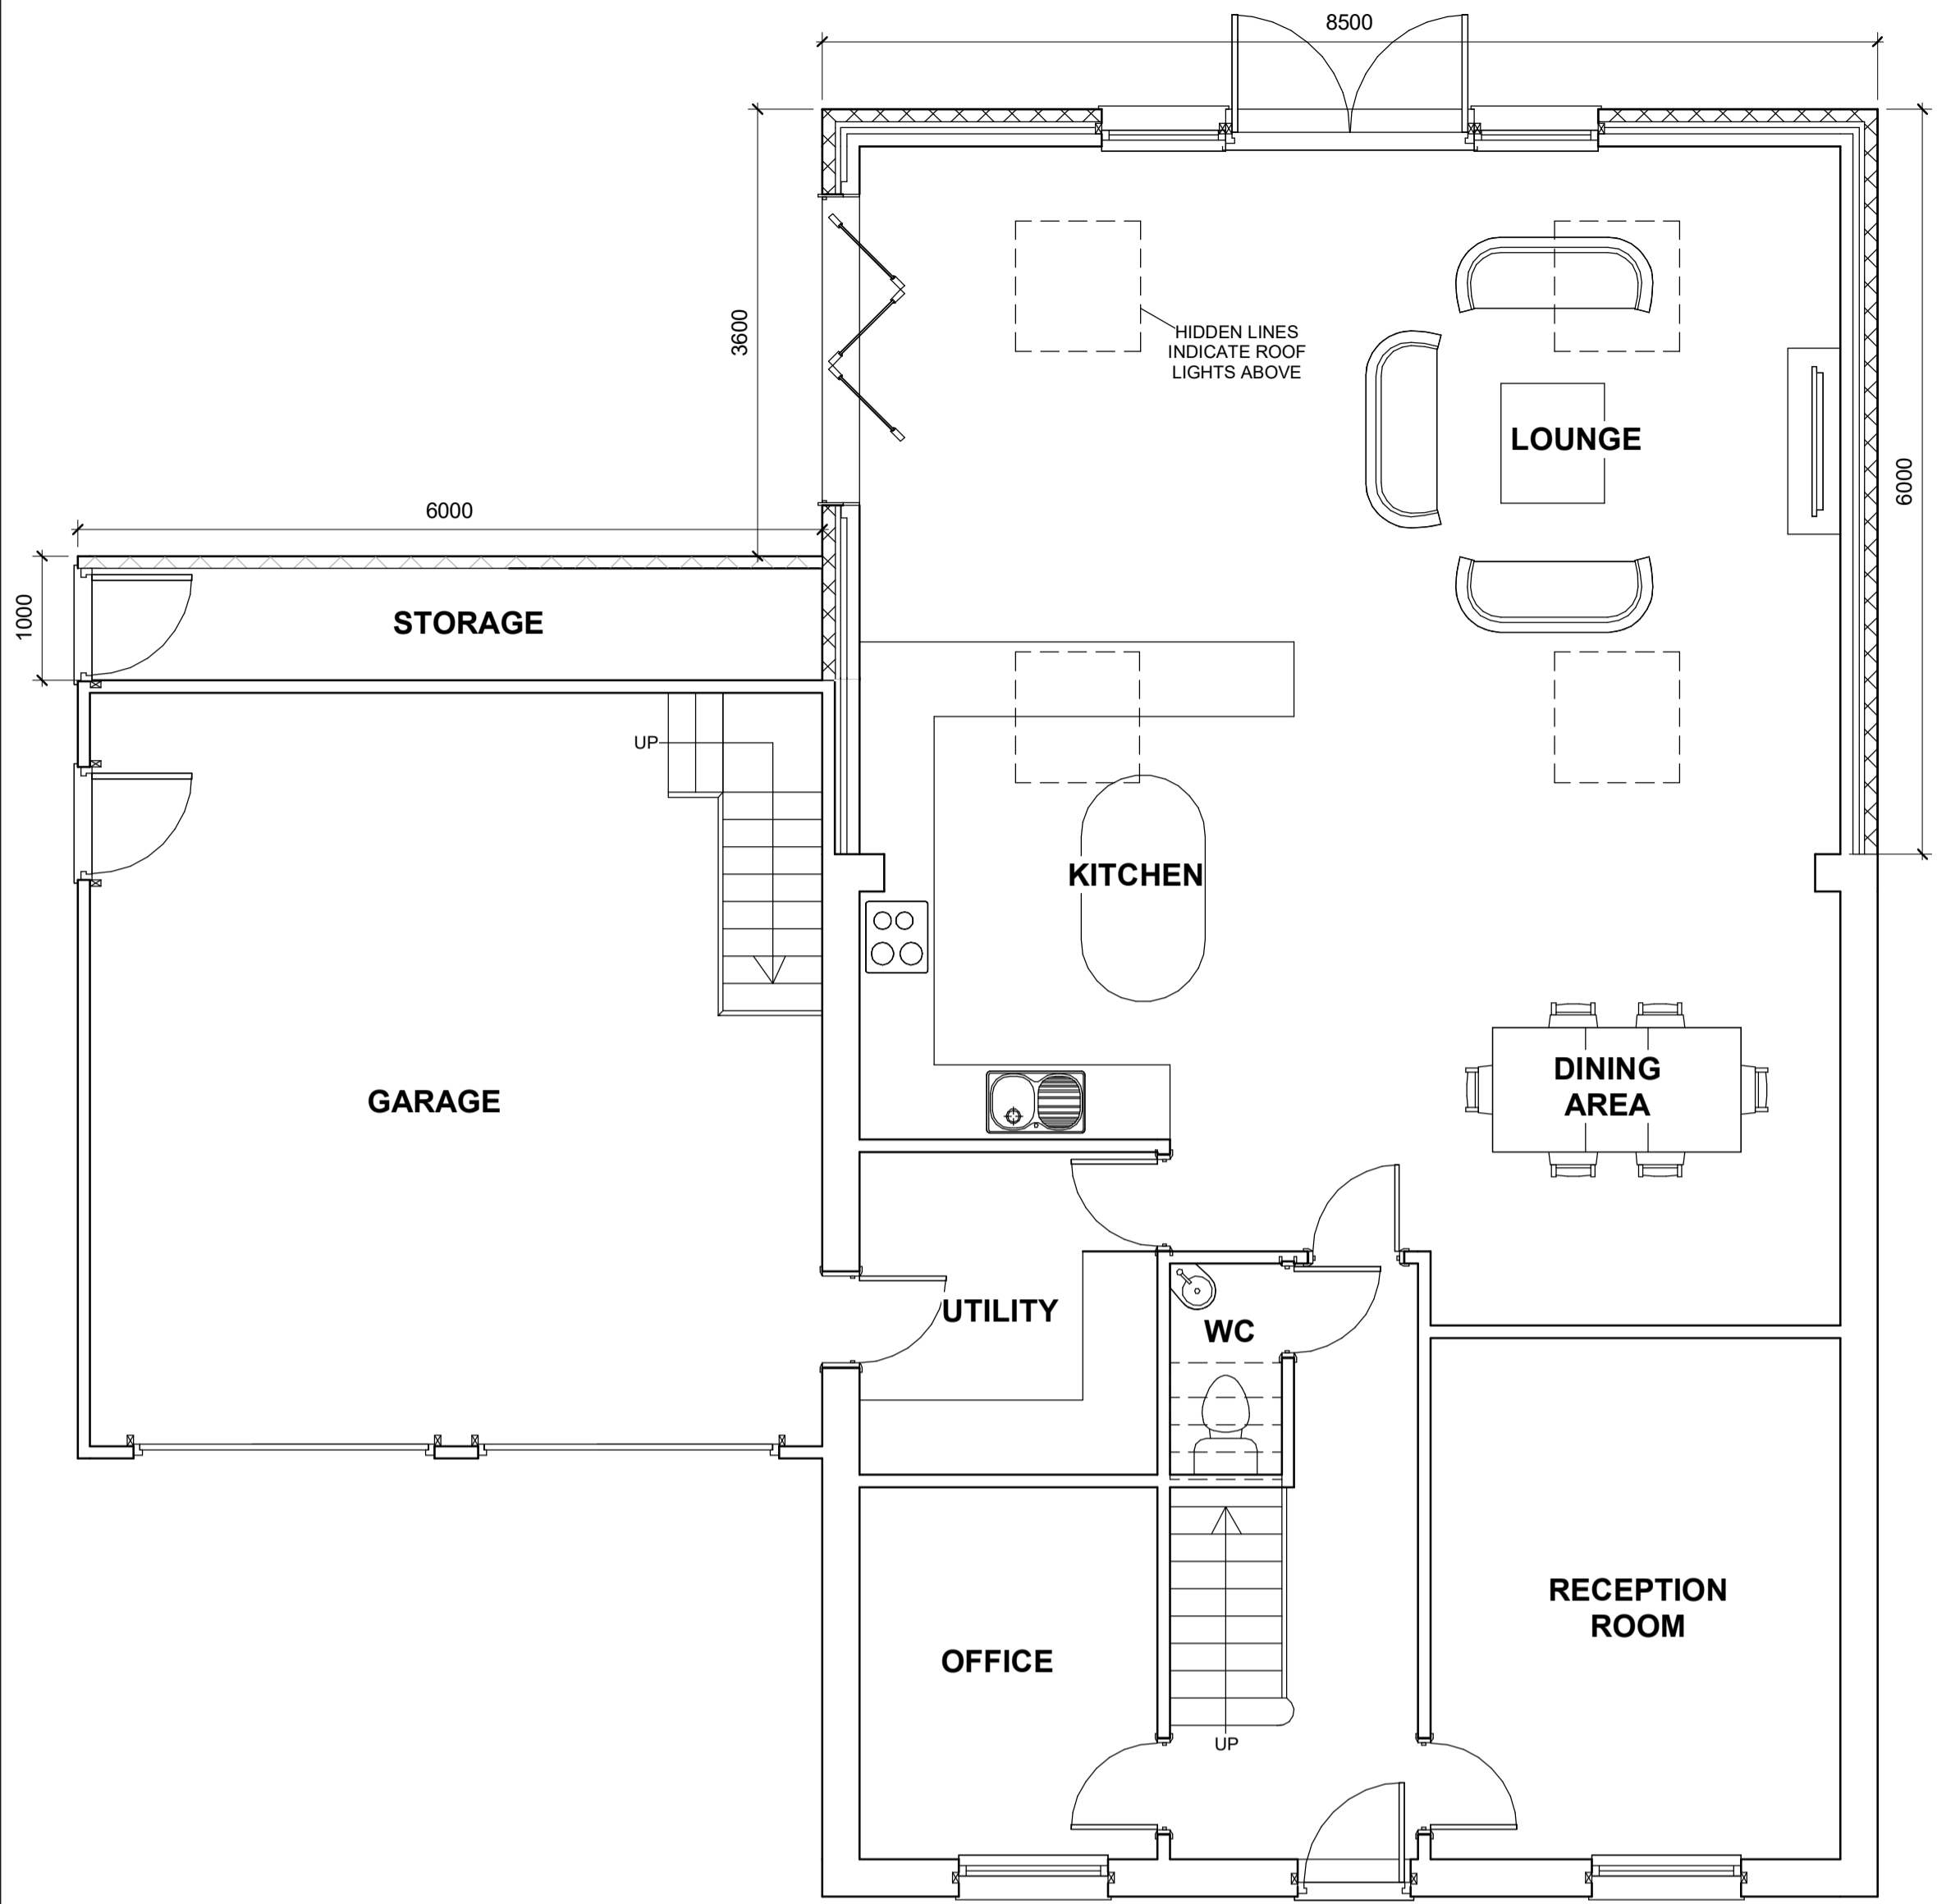 8500
3600
HIDDEN LINES
INDICATE ROOF
LIGHTS ABOVE
LOUNGE
6000
6000
1000
STORAGE
UP
KITCHEN
GARAGE
DINING
AREA
UTILITY
WC
RECEPTION
ROOM
OFFICE
UP